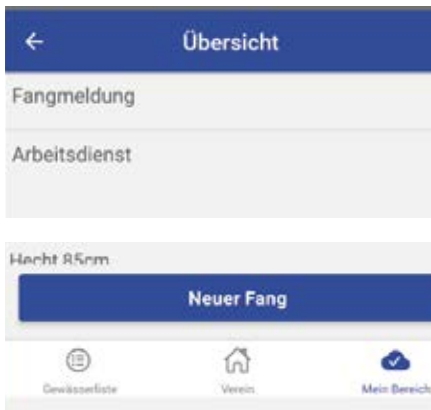 Übersicht
Fangmeldung
Arbeitsdienst
Hecht 85cm
Neuer Fang
Gewässerliste
Verein
Mein Bereich